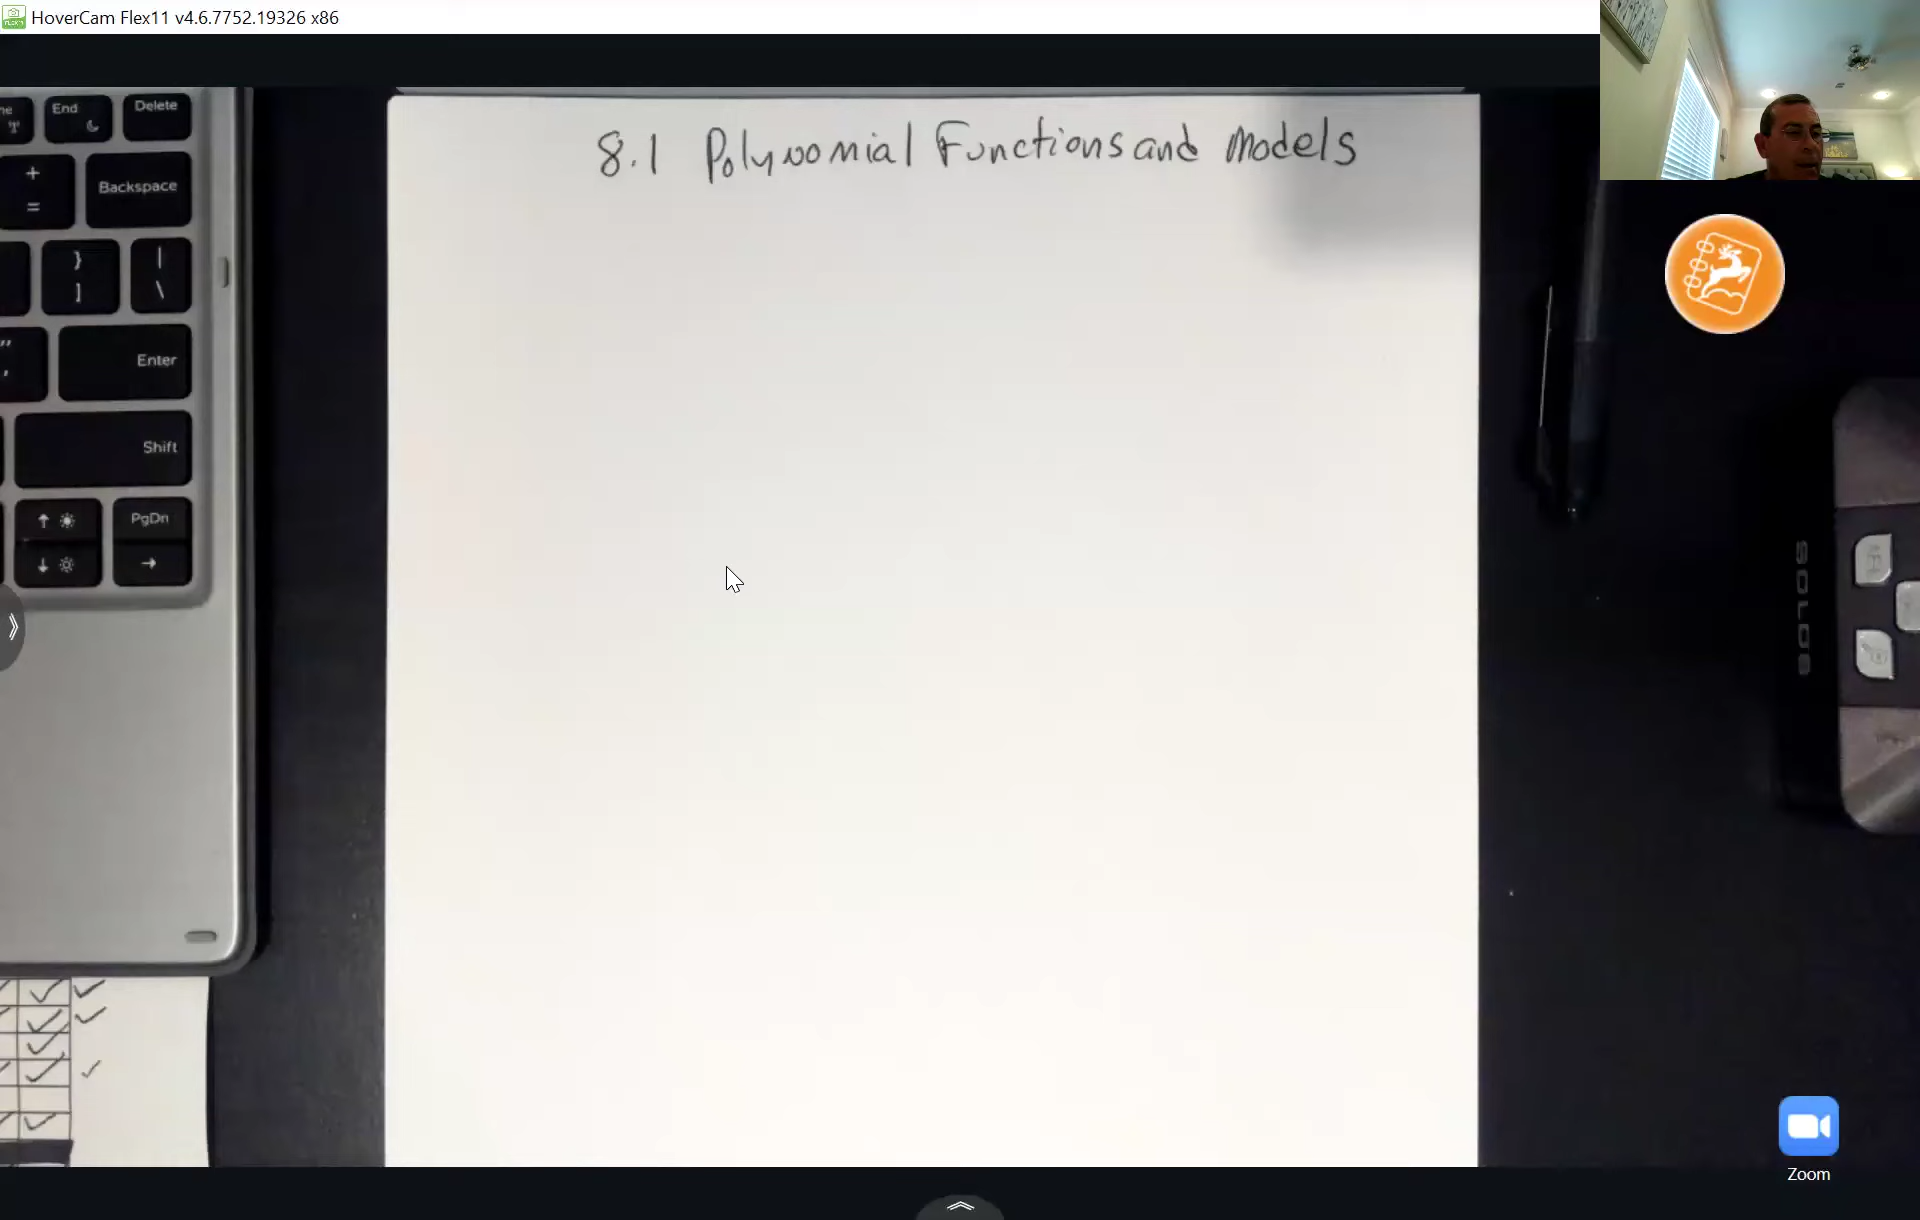 HoverCam Flex11 v4.6.7752.19326 x86
8.1 Polynomial Functions and Models
End
Delete
+
=
Backspace
}
]
|
\
"
,
Enter
Shift
↑
PgDn
↓
→
SOLDS
Zoom